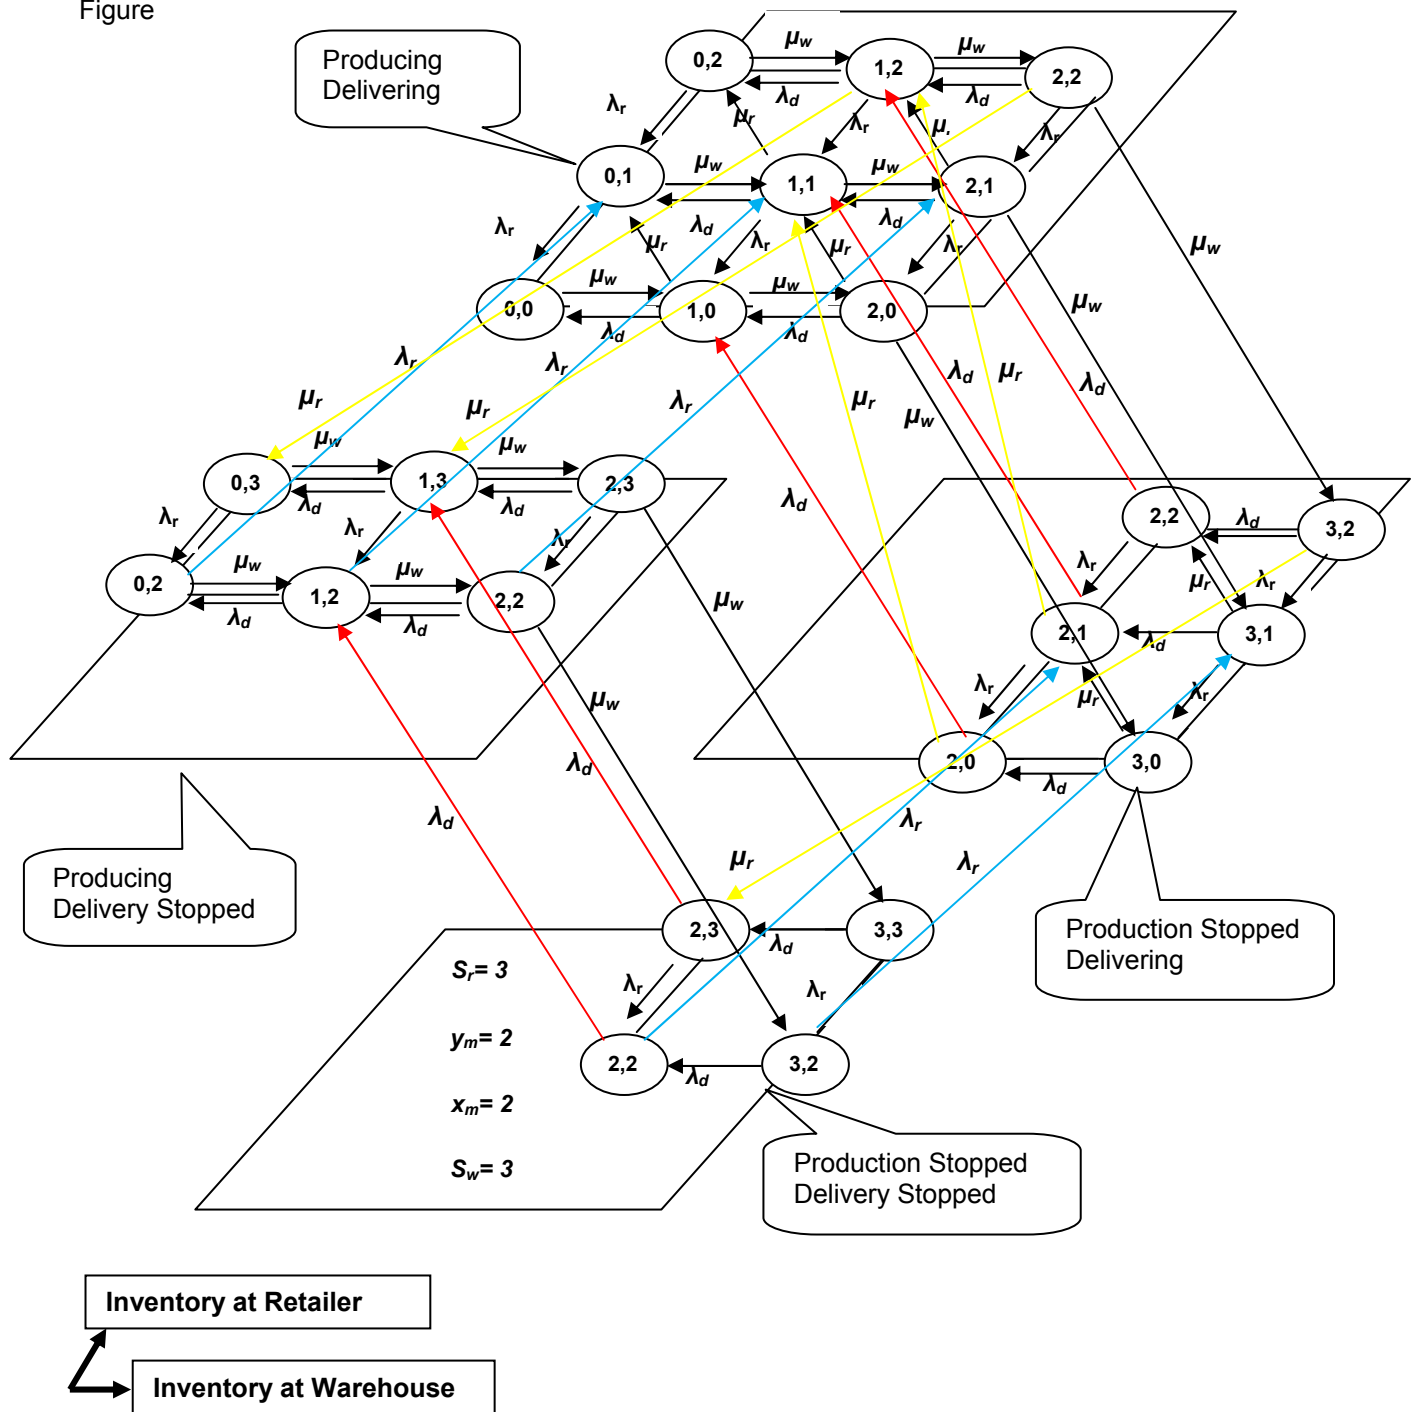 Figure
Producing
Delivering
0,2
μw
1,2
μw
2,2
λd
λd
λr
μr
λr
μ.
λr
0,1
μw
1,1
μw
2,1
λd
λd
λr
μr
λr
μr
λr
μw
0,0
μw
1,0
μw
2,0
μw
λd
λd
λr
λr
λd
μr
λd
μr
μr
λr
μr
μw
μw
μw
0,3
1,3
2,3
λd
λd
λd
λr
λr
λr
2,2
λd
3,2
0,2
μw
1,2
μw
2,2
λr
μr
λr
λd
λd
μw
2,1
λd
3,1
λr
μr
λr
μw
2,0
3,0
λd
λd
λd
λr
μr
λr
Producing
Delivery Stopped
2,3
3,3
λd
Production Stopped
Delivering
Sr= 3
λr
λr
ym= 2
2,2
3,2
λd
xm= 2
Sw= 3
Production Stopped
Delivery Stopped
Inventory at Retailer
Inventory at Warehouse